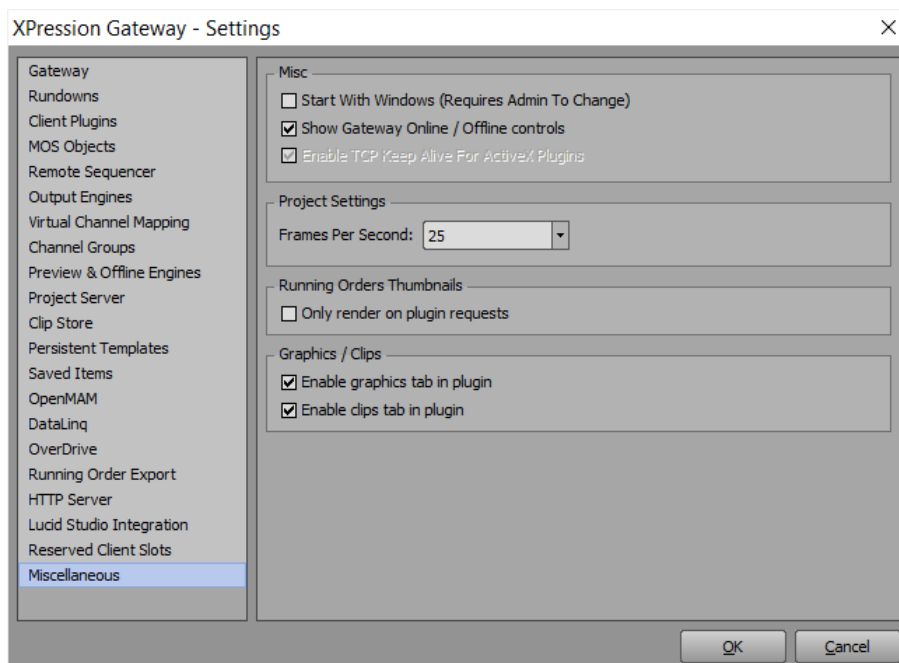 XPression Gateway - Settings
Gateway
Rundowns
Client Plugins
MOS Objects
Remote Sequencer
Output Engines
Virtual Channel Mapping
Channel Groups
Preview & Offline Engines
Project Server
Clip Store
Persistent Templates
Saved Items
OpenMAM
DataLinq
OverDrive
Running Order Export
HTTP Server
Lucid Studio Integration
Reserved Client Slots
Miscellaneous
Misc
Start With Windows (Requires Admin To Change)
Show Gateway Online / Offline controls
Enable TCP Keep Alive For ActiveX Plugins
Project Settings
Frames Per Second: 25
Running Orders Thumbnails
Only render on plugin requests
Graphics / Clips
Enable graphics tab in plugin
Enable clips tab in plugin
OK Cancel